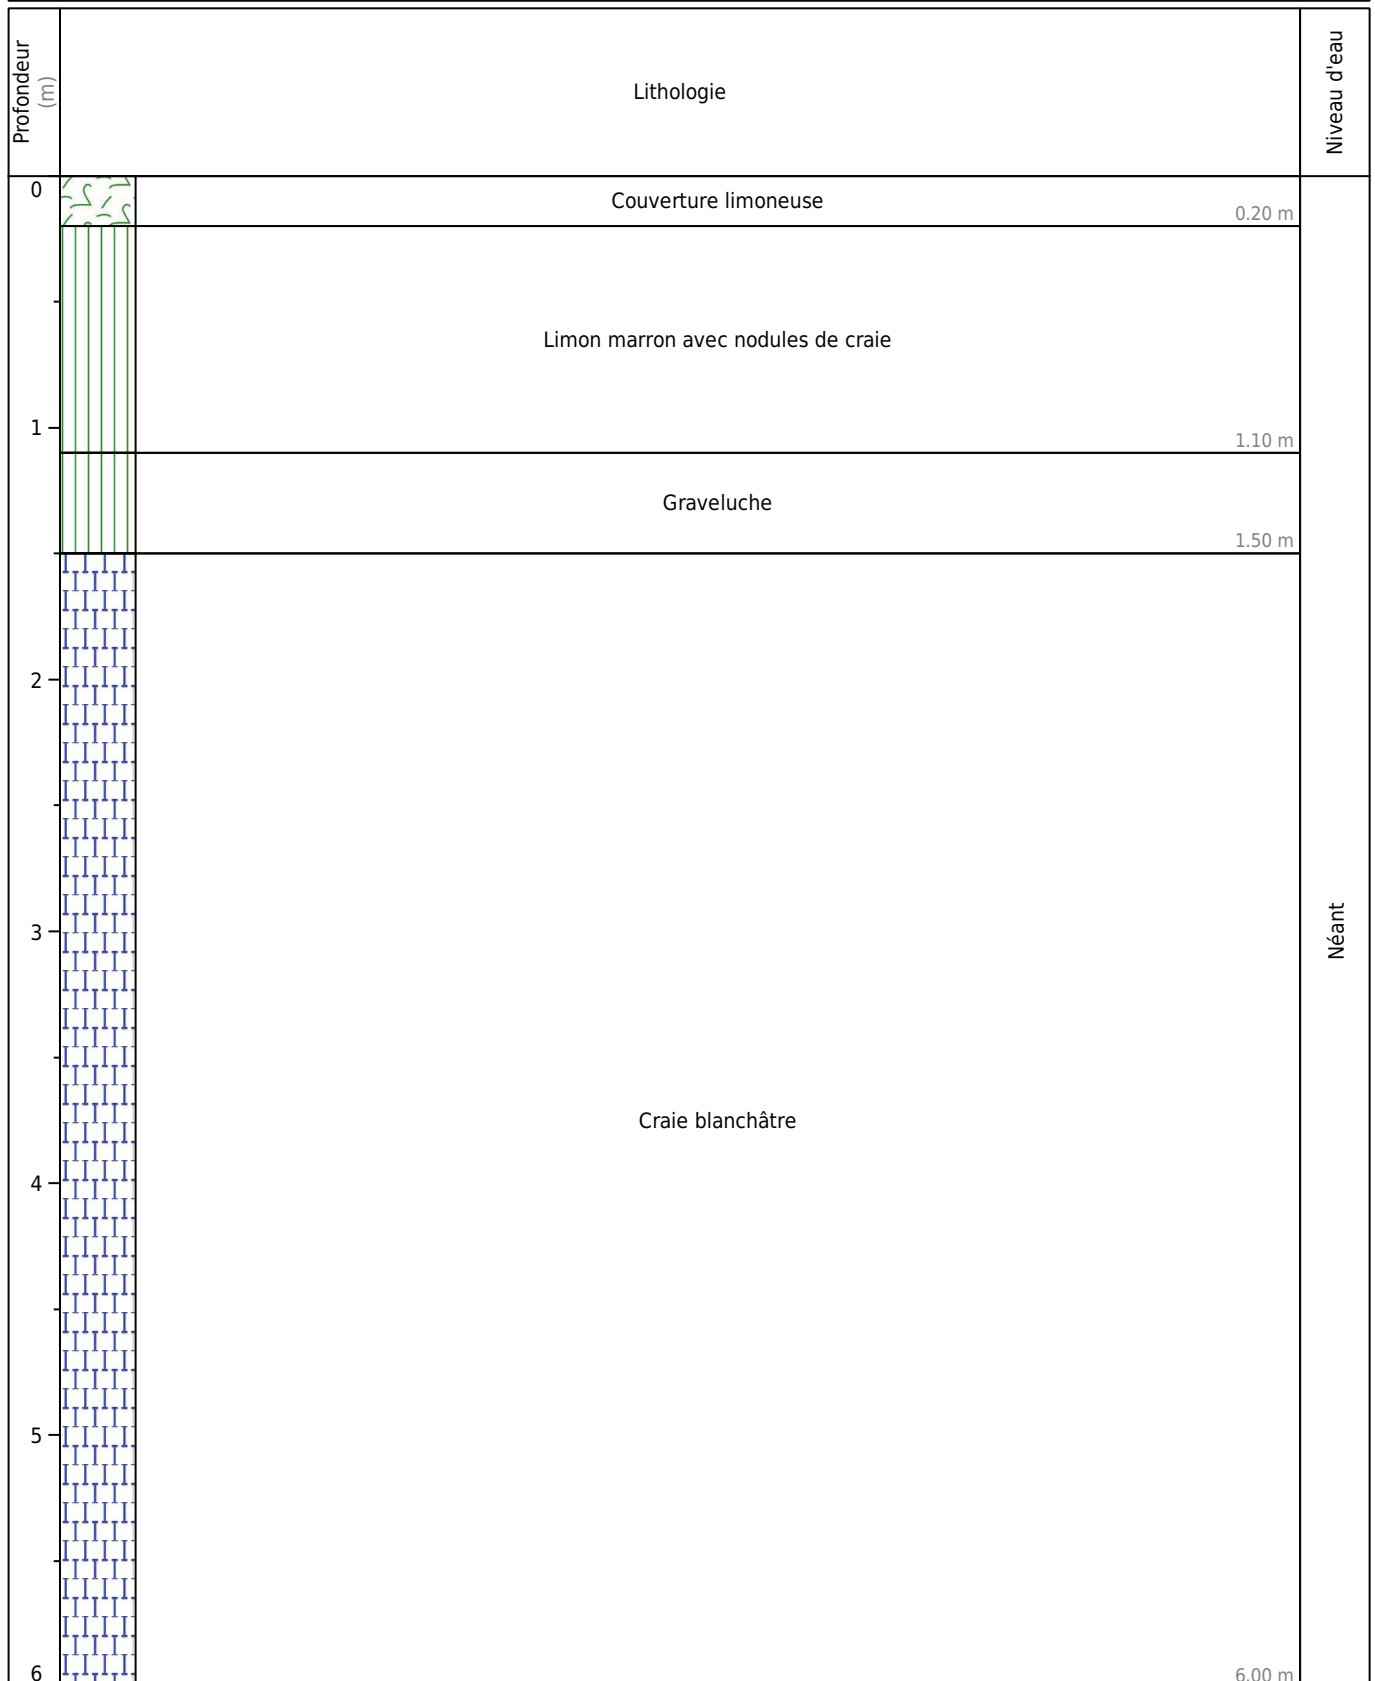 Profondeur
(m)
Lithologie
Niveau d'eau
0
Couverture limoneuse
0.20 m
Limon marron avec nodules de craie
1
1.10 m
Graveluche
1.50 m
2
3
Néant
Craie blanchâtre
4
5
6
6.00 m